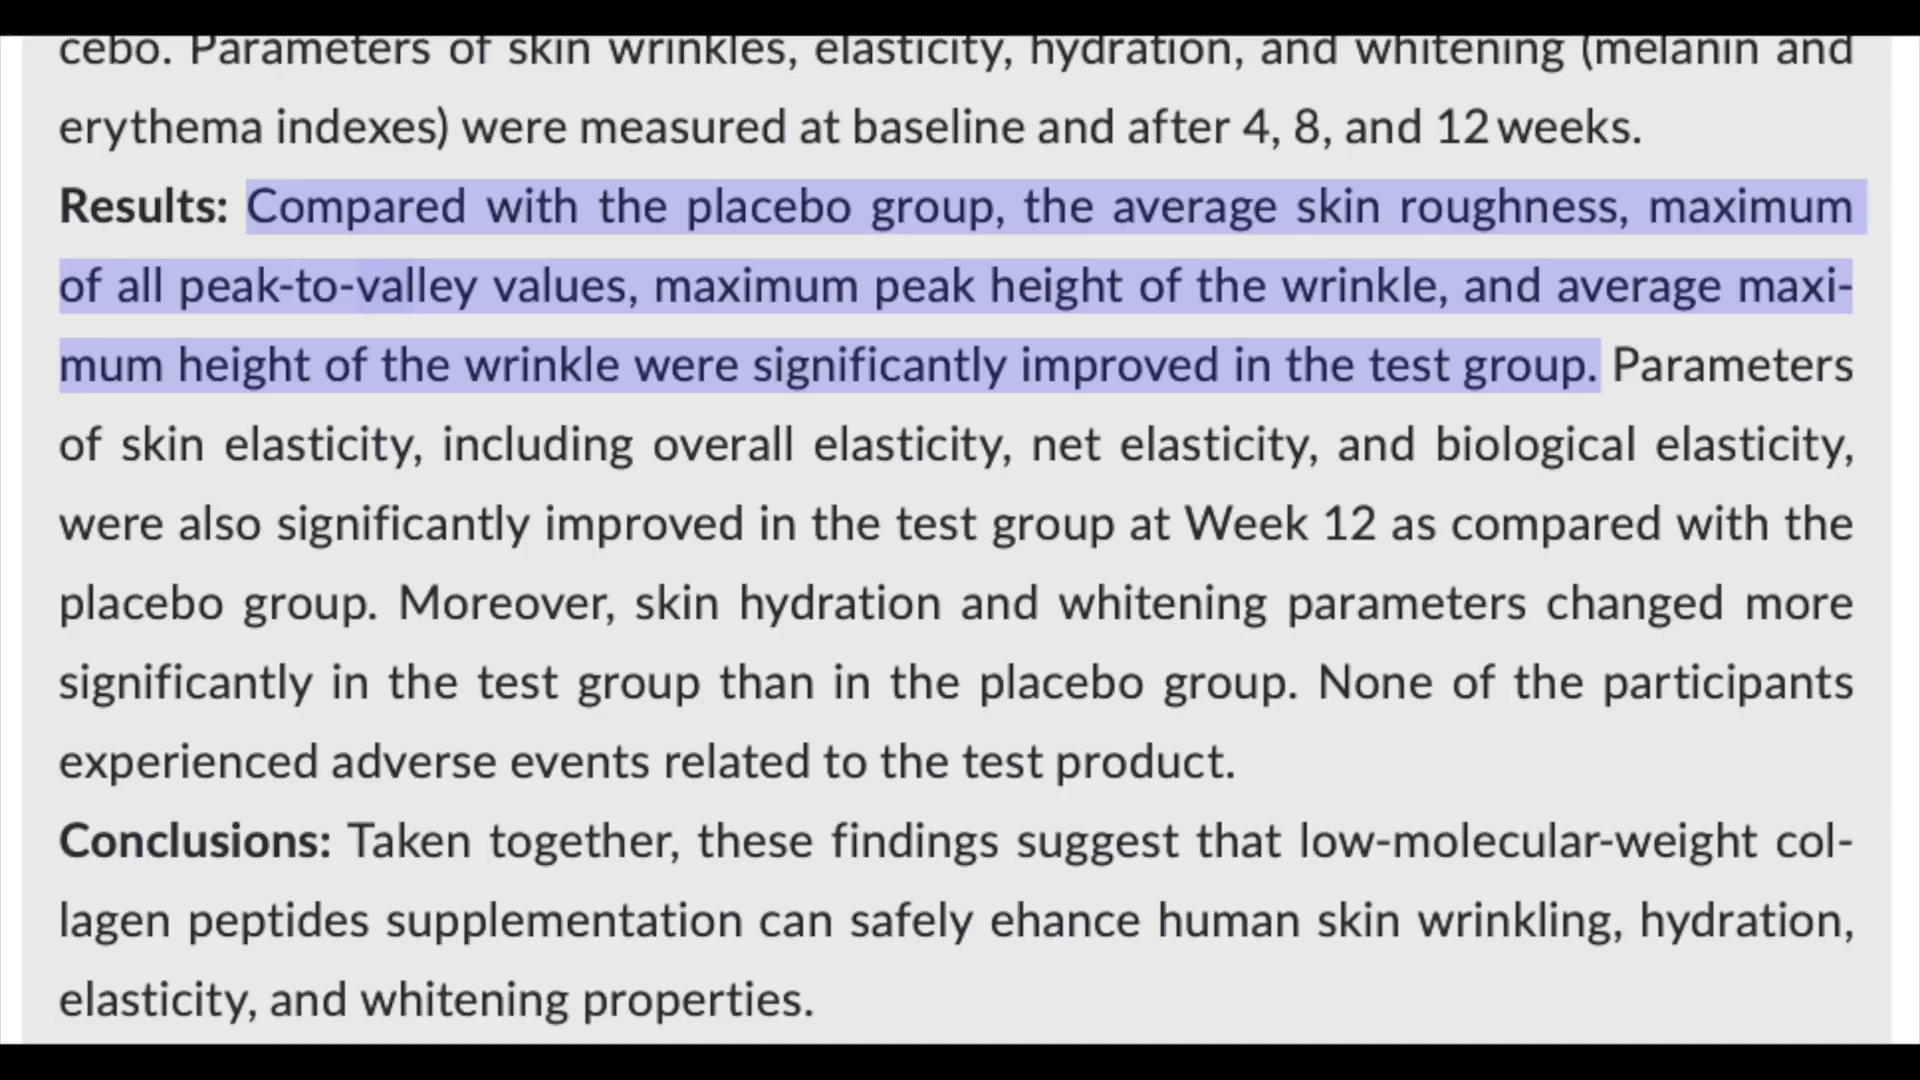 cebo. Parameters of skin wrinkles, elasticity, hydration, and whitening (melanin and
erythema indexes) were measured at baseline and after 4, 8, and 12 weeks.
Results: Compared with the placebo group, the average skin roughness, maximum
of all peak-to-valley values, maximum peak height of the wrinkle, and average maxi-
mum height of the wrinkle were significantly improved in the test group. Parameters
of skin elasticity, including overall elasticity, net elasticity, and biological elasticity,
were also significantly improved in the test group at Week 12 as compared with the
placebo group. Moreover, skin hydration and whitening parameters changed more
significantly in the test group than in the placebo group. None of the participants
experienced adverse events related to the test product.
Conclusions: Taken together, these findings suggest that low-molecular-weight col-
lagen peptides supplementation can safely ehance human skin wrinkling, hydration,
elasticity, and whitening properties.